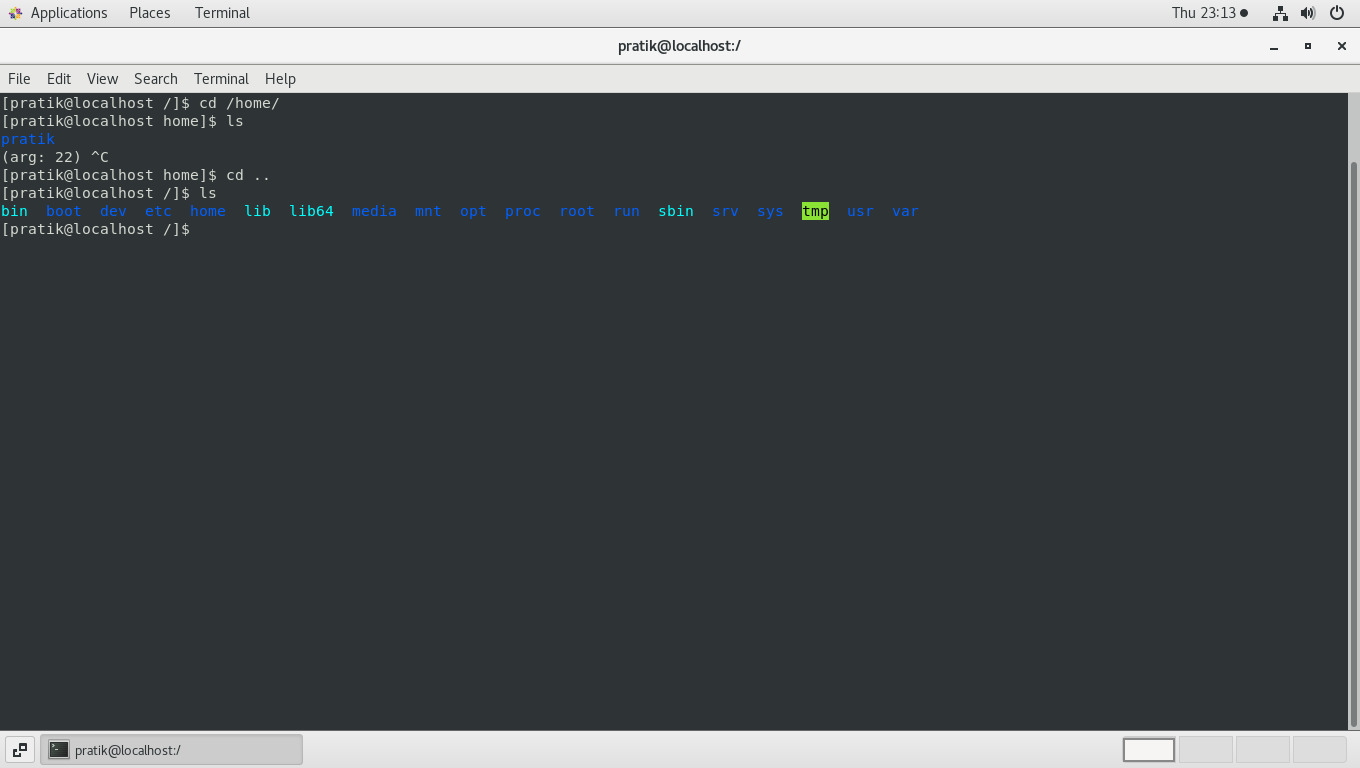 Applications Places Terminal Thu 23:13
pratik@localhost:/
File Edit View Search Terminal Help
[pratik@localhost /]$ cd /home/
[pratik@localhost home]$ ls
pratik
(arg: 22) ^C
[pratik@localhost home]$ cd ..
[pratik@localhost /]$ ls
bin boot dev etc home lib lib64 media mnt opt proc root run sbin srv sys tmp usr var
[pratik@localhost /]$
pratik@localhost:/